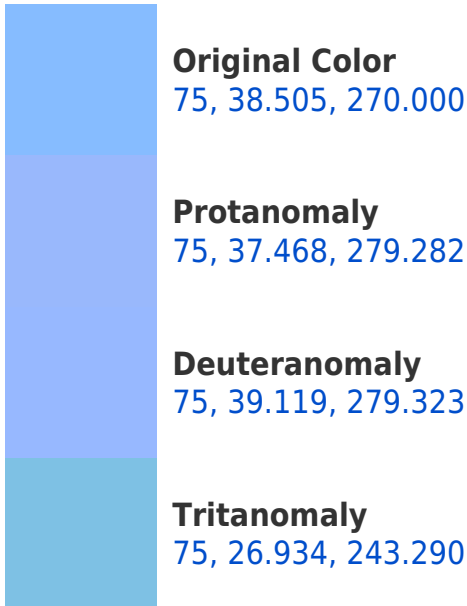 Original Color
75, 38.505, 270.000
Protanomaly
75, 37.468, 279.282
Deuteranomaly
75, 39.119, 279.323
Tritanomaly
75, 26.934, 243.290